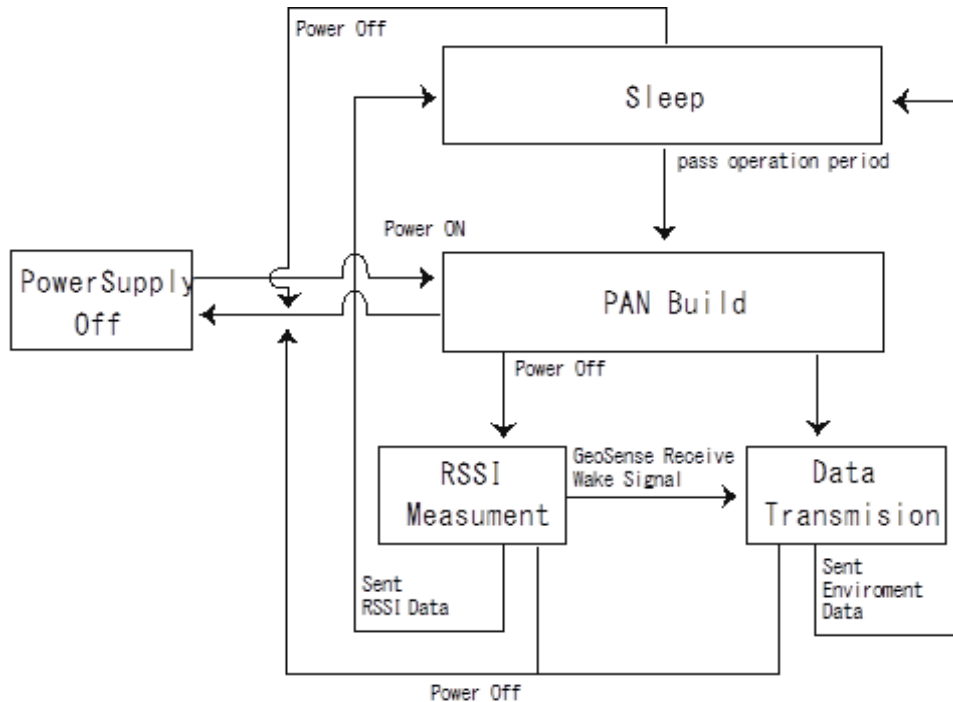 Power Off
Sleep
pass operation period
Power ON
PowerSupply
Off
PAN Build
Power Off
RSSI
Measument
GeoSense Receive
Wake Signal
Data
Transmision
Sent
RSSI Data
Sent
Enviroment
Data
Power Off